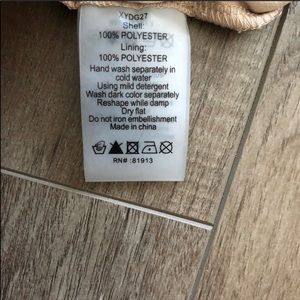 XYDG27
Shell:
100% POLYESTER
Lining:
100% POLYESTER
Hand wash separately in
cold water
Using mild detergent
Wash dark color separately
Reshape while damp
Dry flat
Do not iron embellishment
Made in china
RN# :81913